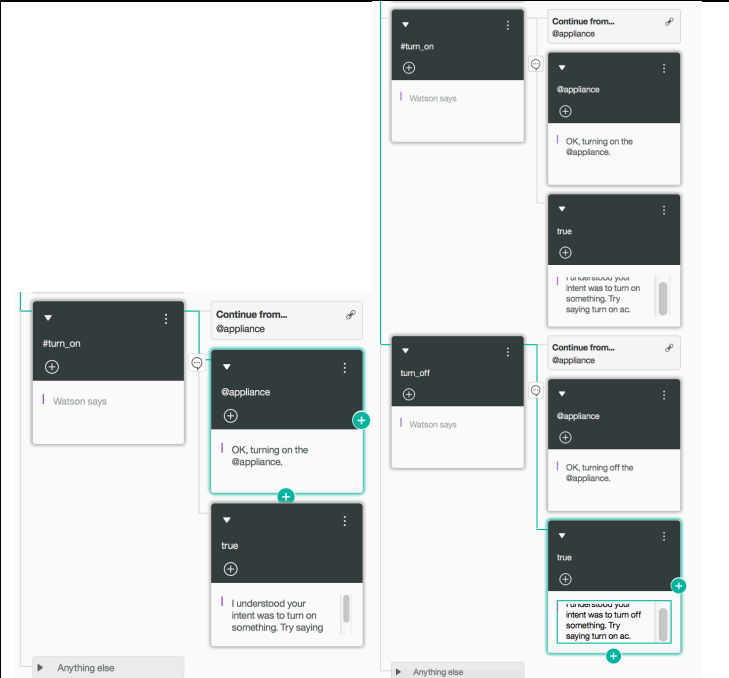 #turn_on
Watson says
Continue from...
@appliance
@appliance
OK, turning on the
@appliance.
true
I understood your
intent was to turn on
something. Try saying
Anything else
#turn_on
Watson says
Continue from...
@appliance
@appliance
OK, turning on the
@appliance.
true
I understood your
intent was to turn on
something. Try
saying turn on ac.
turn_off
Watson says
Continue from...
@appliance
@appliance
OK, turning off the
@appliance.
true
I understood your
intent was to turn off
something. Try
saying turn on ac.
Anything else